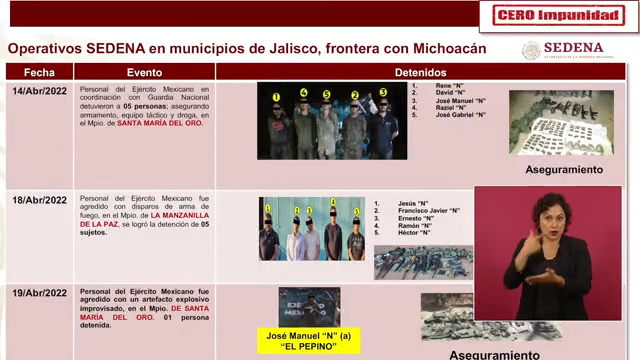 CERO Impunidad
Operativos SEDENA en municipios de Jalisco, frontera con Michoacán
SEDENA
Fecha Evento Detenidos
14/Abr/2022
Personal del Ejército Mexicano en
coordinación con Guardia Nacional
detuvieron a 05 personas; asegurando
armamento, equipo táctico y droga, en
el Mpio. de SANTA MARÍA DEL ORO.
1 4 5 2 3
1. Rene "N"
2. David "N"
3. José Manuel "N"
4. Raziel "N"
5. José Gabriel "N"
Aseguramiento
18/Abr/2022
Personal del Ejército Mexicano fue
agredido con disparos de arma de
fuego, en el Mpio. de LA MANZANILLA
DE LA PAZ, se logró la detención de 05
sujetos.
1 2 3 4 5
1. Jesús "N"
2. Francisco Javier "N"
3. Ernesto "N"
4. Ramón "N"
5. Héctor "N"
19/Abr/2022
Personal del Ejército Mexicano fue
agredido con un artefacto explosivo
improvisado, en el Mpio. DE SANTA
MARÍA DEL ORO. 01 persona
detenida.
José Manuel "N" (a)
"EL PEPINO"
Aseguramiento